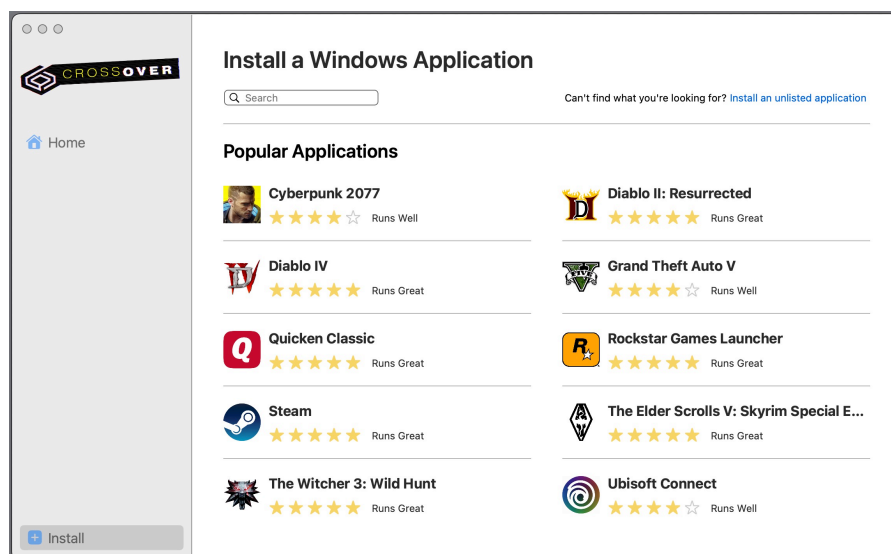 CROSSOVER
Home
Install
Install a Windows Application
Search
Can't find what you're looking for? Install an unlisted application
Popular Applications
Cyberpunk 2077
Runs Well
Diablo II: Resurrected
Runs Great
Diablo IV
Runs Great
Grand Theft Auto V
Runs Well
Quicken Classic
Runs Great
Rockstar Games Launcher
Runs Great
Steam
Runs Great
The Elder Scrolls V: Skyrim Special E...
Runs Great
The Witcher 3: Wild Hunt
Runs Great
Ubisoft Connect
Runs Well